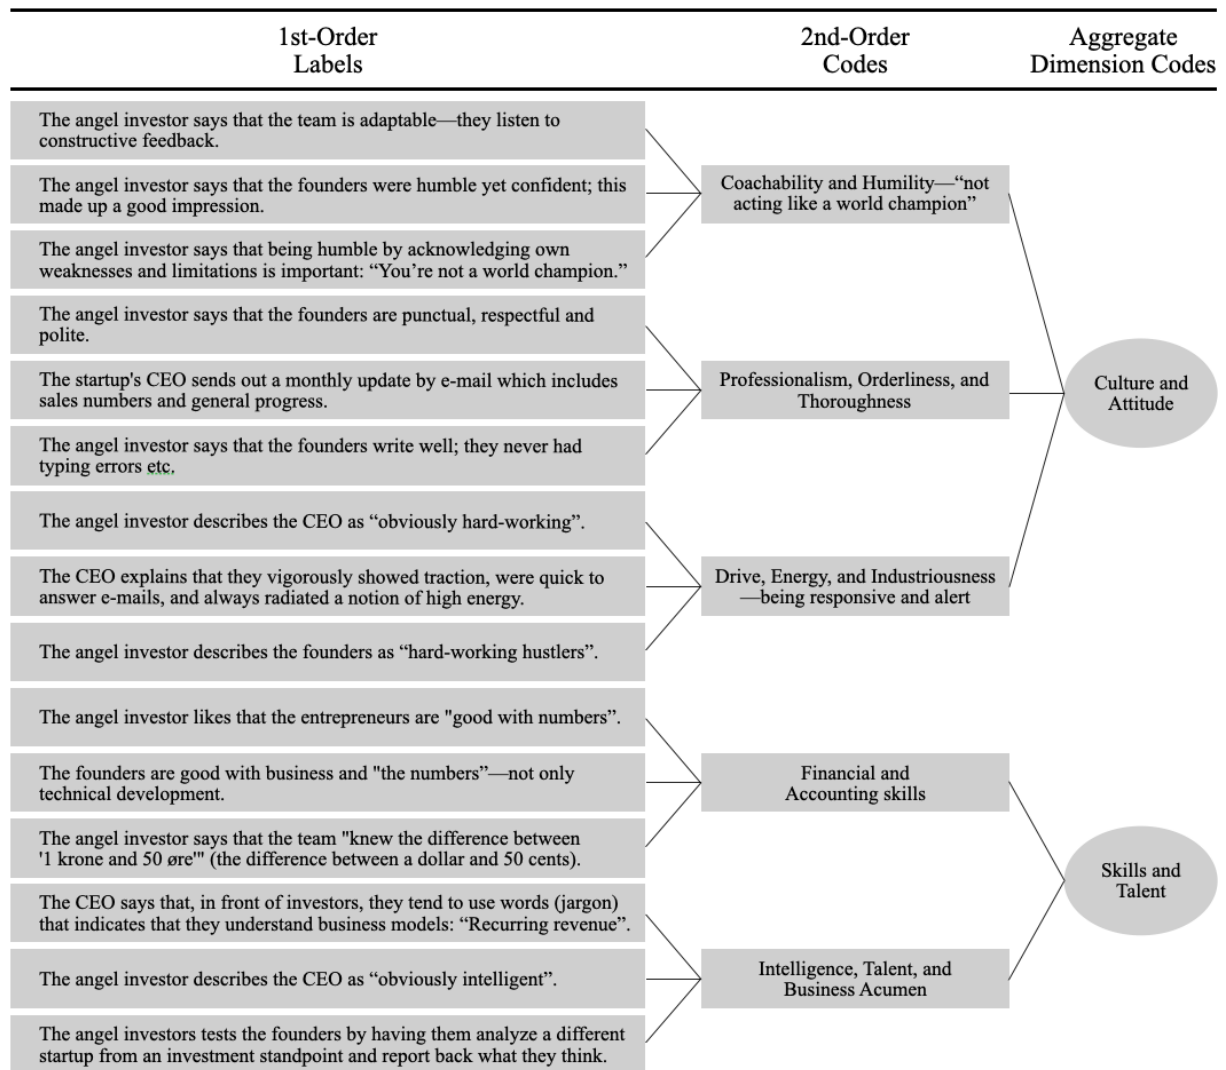 1st-Order
Labels
2nd-Order
Codes
Aggregate
Dimension Codes
The angel investor says that the team is adaptable—they listen to
constructive feedback.
The angel investor says that the founders were humble yet confident; this
made up a good impression.
The angel investor says that being humble by acknowledging own
weaknesses and limitations is important: “You’re not a world champion.”
Coachability and Humility—“not
acting like a world champion”
The angel investor says that the founders are punctual, respectful and
polite.
The startup's CEO sends out a monthly update by e-mail which includes
sales numbers and general progress.
The angel investor says that the founders write well; they never had
typing errors etc.
Professionalism, Orderliness, and
Thoroughness
The angel investor describes the CEO as “obviously hard-working”.
The CEO explains that they vigorously showed traction, were quick to
answer e-mails, and always radiated a notion of high energy.
The angel investor describes the founders as “hard-working hustlers”.
Drive, Energy, and Industriousness
—being responsive and alert
Culture and
Attitude
The angel investor likes that the entrepreneurs are "good with numbers”.
The founders are good with business and "the numbers”—not only
technical development.
The angel investor says that the team "knew the difference between
'1 krone and 50 øre'" (the difference between a dollar and 50 cents).
Financial and
Accounting skills
The CEO says that, in front of investors, they tend to use words (jargon)
that indicates that they understand business models: “Recurring revenue”.
The angel investor describes the CEO as “obviously intelligent”.
The angel investors tests the founders by having them analyze a different
startup from an investment standpoint and report back what they think.
Intelligence, Talent, and
Business Acumen
Skills and
Talent